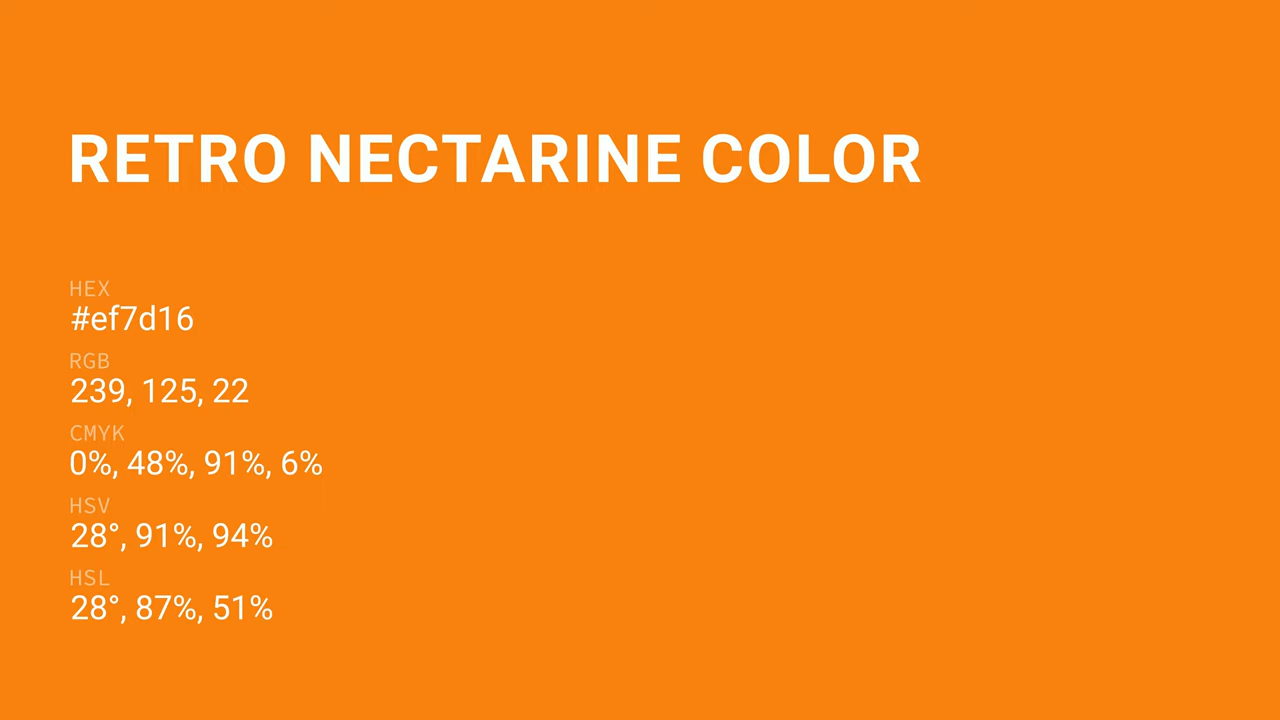 RETRO NECTARINE COLOR
HEX
#ef7d16
RGB
239, 125, 22
CMYK
0%, 48%, 91%, 6%
HSV
28°, 91%, 94%
HSL
28°, 87%, 51%